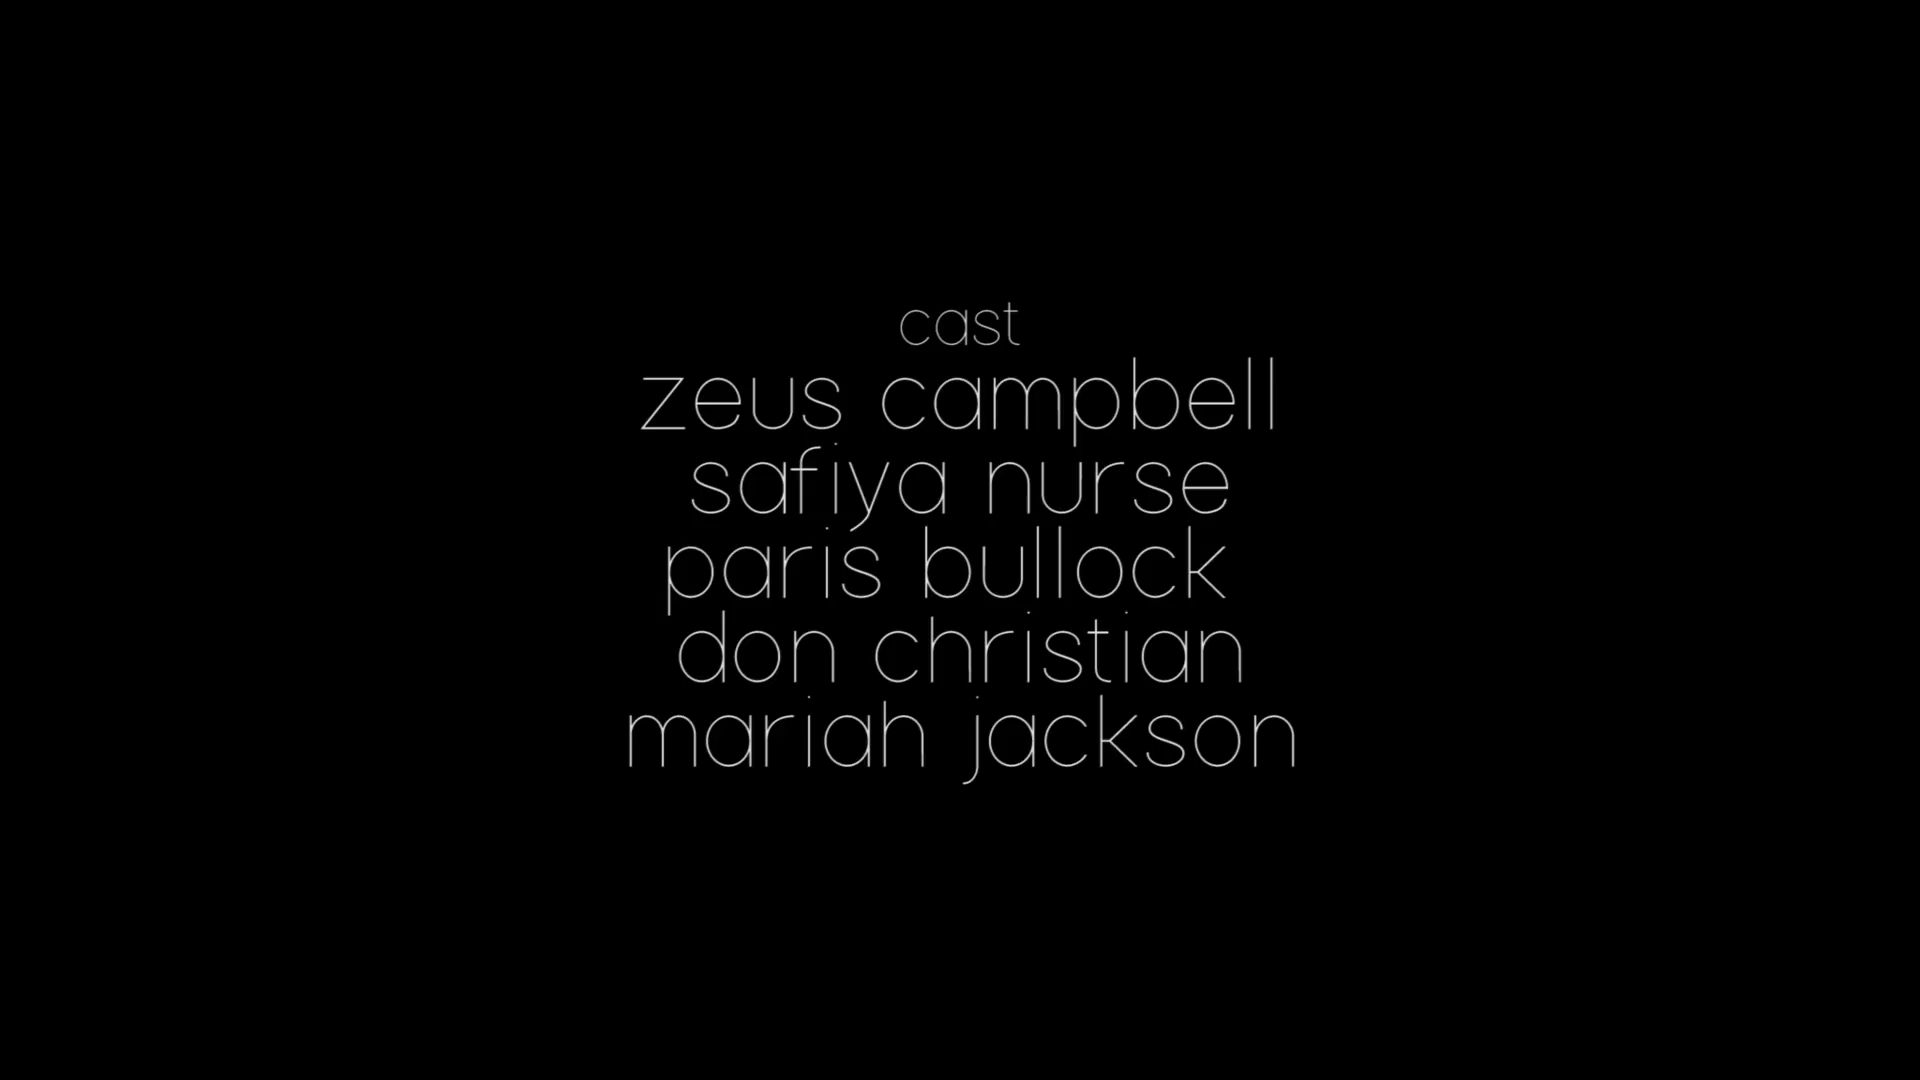 cast
zeus campbell
safiya nurse
paris bullock
don christian
mariah jackson